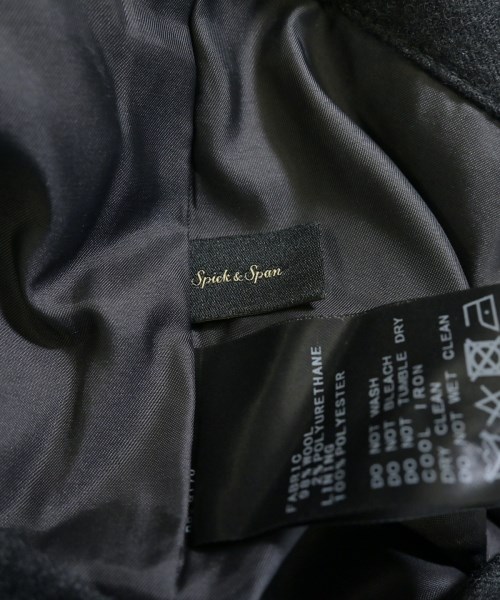 Spick & Span
FABRIC
98% WOOL
2% POLYURETHANE
LINING
100% POLYESTER
DO NOT WASH
DO NOT BLEACH
DO NOT TUMBLE DRY
COOL IRON
DRY CLEAN
DO NOT WET CLEAN